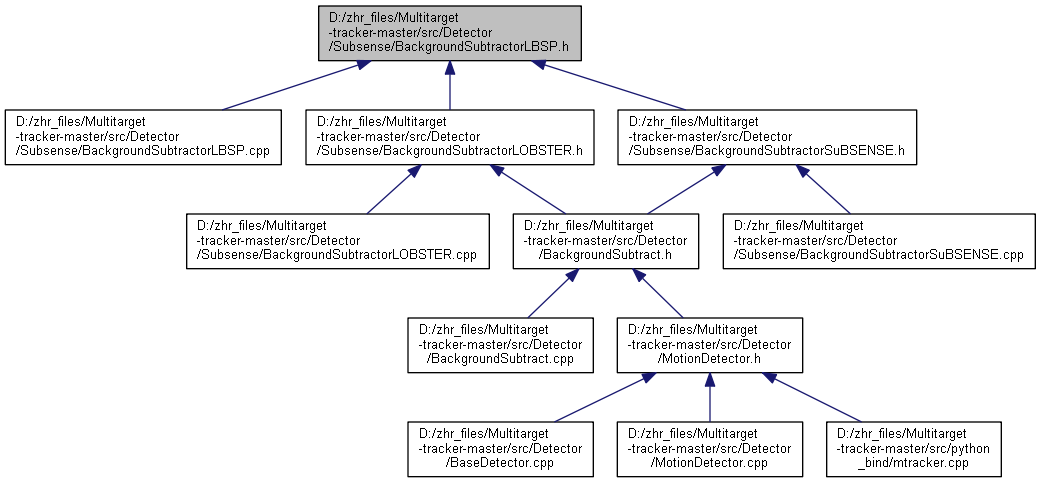 D:/zhr_files/Multitarget
-tracker-master/src/Detector
/Subsense/BackgroundSubtractorLBSP.h
D:/zhr_files/Multitarget
-tracker-master/src/Detector
/Subsense/BackgroundSubtractorLBSP.cpp
D:/zhr_files/Multitarget
-tracker-master/src/Detector
/Subsense/BackgroundSubtractorLOBSTER.h
D:/zhr_files/Multitarget
-tracker-master/src/Detector
/Subsense/BackgroundSubtractorSuBSENSE.h
D:/zhr_files/Multitarget
-tracker-master/src/Detector
/Subsense/BackgroundSubtractorLOBSTER.cpp
D:/zhr_files/Multitarget
-tracker-master/src/Detector
/BackgroundSubtract.h
D:/zhr_files/Multitarget
-tracker-master/src/Detector
/Subsense/BackgroundSubtractorSuBSENSE.cpp
D:/zhr_files/Multitarget
-tracker-master/src/Detector
/BackgroundSubtract.cpp
D:/zhr_files/Multitarget
-tracker-master/src/Detector
/MotionDetector.h
D:/zhr_files/Multitarget
-tracker-master/src/Detector
/BaseDetector.cpp
D:/zhr_files/Multitarget
-tracker-master/src/Detector
/MotionDetector.cpp
D:/zhr_files/Multitarget
-tracker-master/src/python
_bind/mtracker.cpp